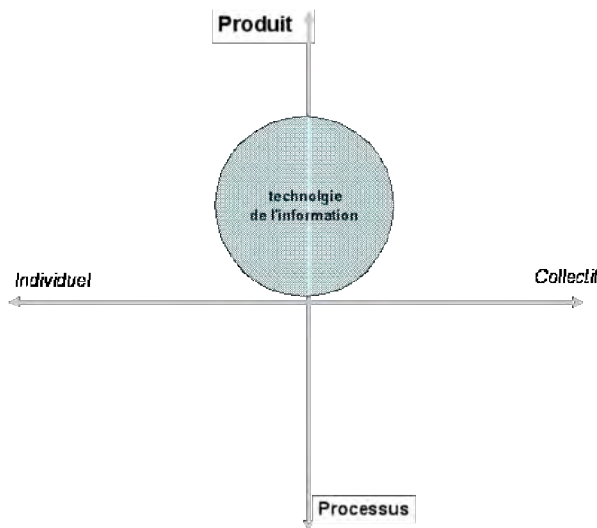 Produit
technolgie
de l'information
Individuel
Collectif
Processus